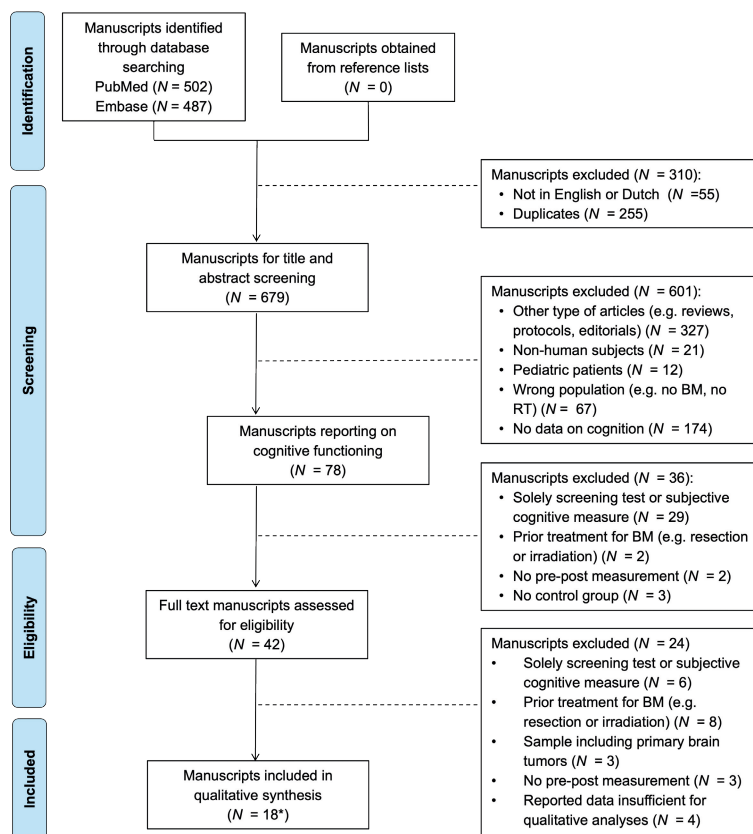 Identification
Manuscripts identified
through database
searching
PubMed (N = 502)
Embase (N = 487)
Manuscripts obtained
from reference lists
(N = 0)
Manuscripts excluded (N = 310):
• Not in English or Dutch (N =55)
• Duplicates (N = 255)
Screening
Manuscripts for title and
abstract screening
(N = 679)
Manuscripts excluded (N = 601):
• Other type of articles (e.g. reviews,
protocols, editorials) (N = 327)
• Non-human subjects (N = 21)
• Pediatric patients (N = 12)
• Wrong population (e.g. no BM, no
RT) (N = 67)
• No data on cognition (N = 174)
Manuscripts reporting on
cognitive functioning
(N = 78)
Manuscripts excluded (N = 36):
• Solely screening test or subjective
cognitive measure (N = 29)
• Prior treatment for BM (e.g. resection
or irradiation) (N = 2)
• No pre-post measurement (N = 2)
• No control group (N = 3)
Eligibility
Full text manuscripts assessed
for eligibility
(N = 42)
Manuscripts excluded (N = 24)
• Solely screening test or subjective
cognitive measure (N = 6)
• Prior treatment for BM (e.g.
resection or irradiation) (N = 8)
• Sample including primary brain
tumors (N = 3)
• No pre-post measurement (N = 3)
• Reported data insufficient for
qualitative analyses (N = 4)
Included
Manuscripts included in
qualitative synthesis
(N = 18*)